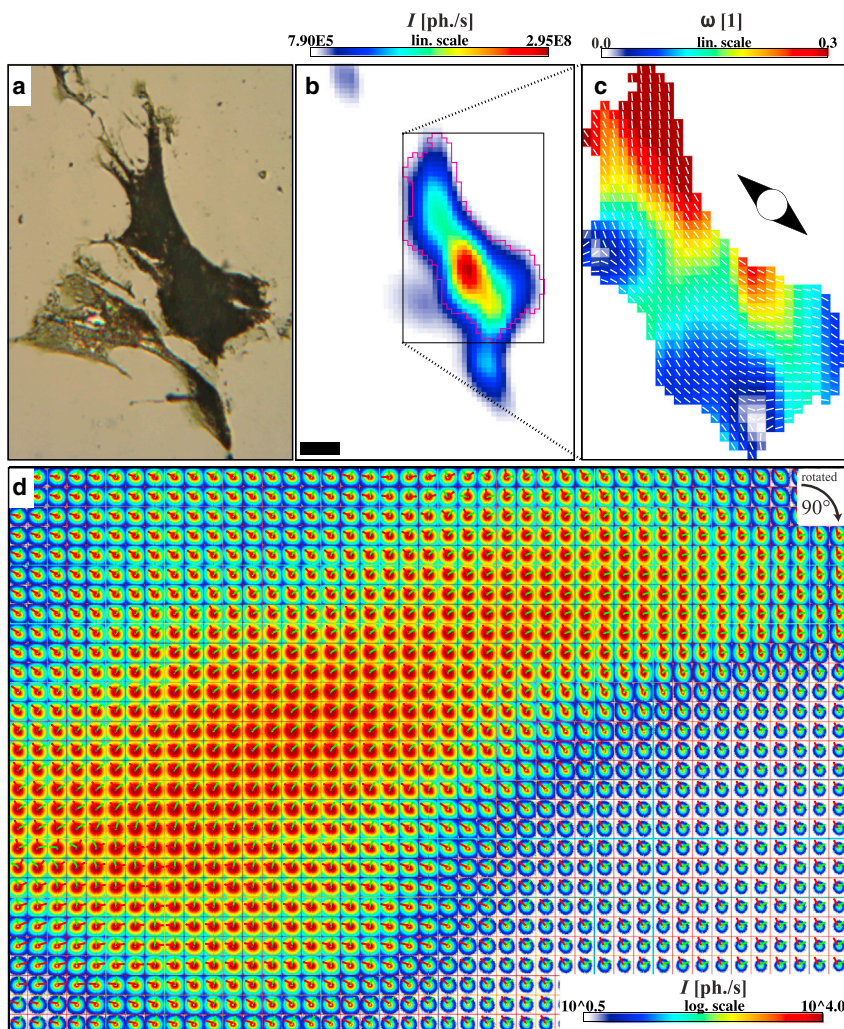 I [ph./s]
7.90E5 lin. scale 2.95E8
ω [1]
0.0 lin. scale 0.3
a
b
c
d
rotated
90°
I [ph./s]
10^0.5 log. scale 10^4.0